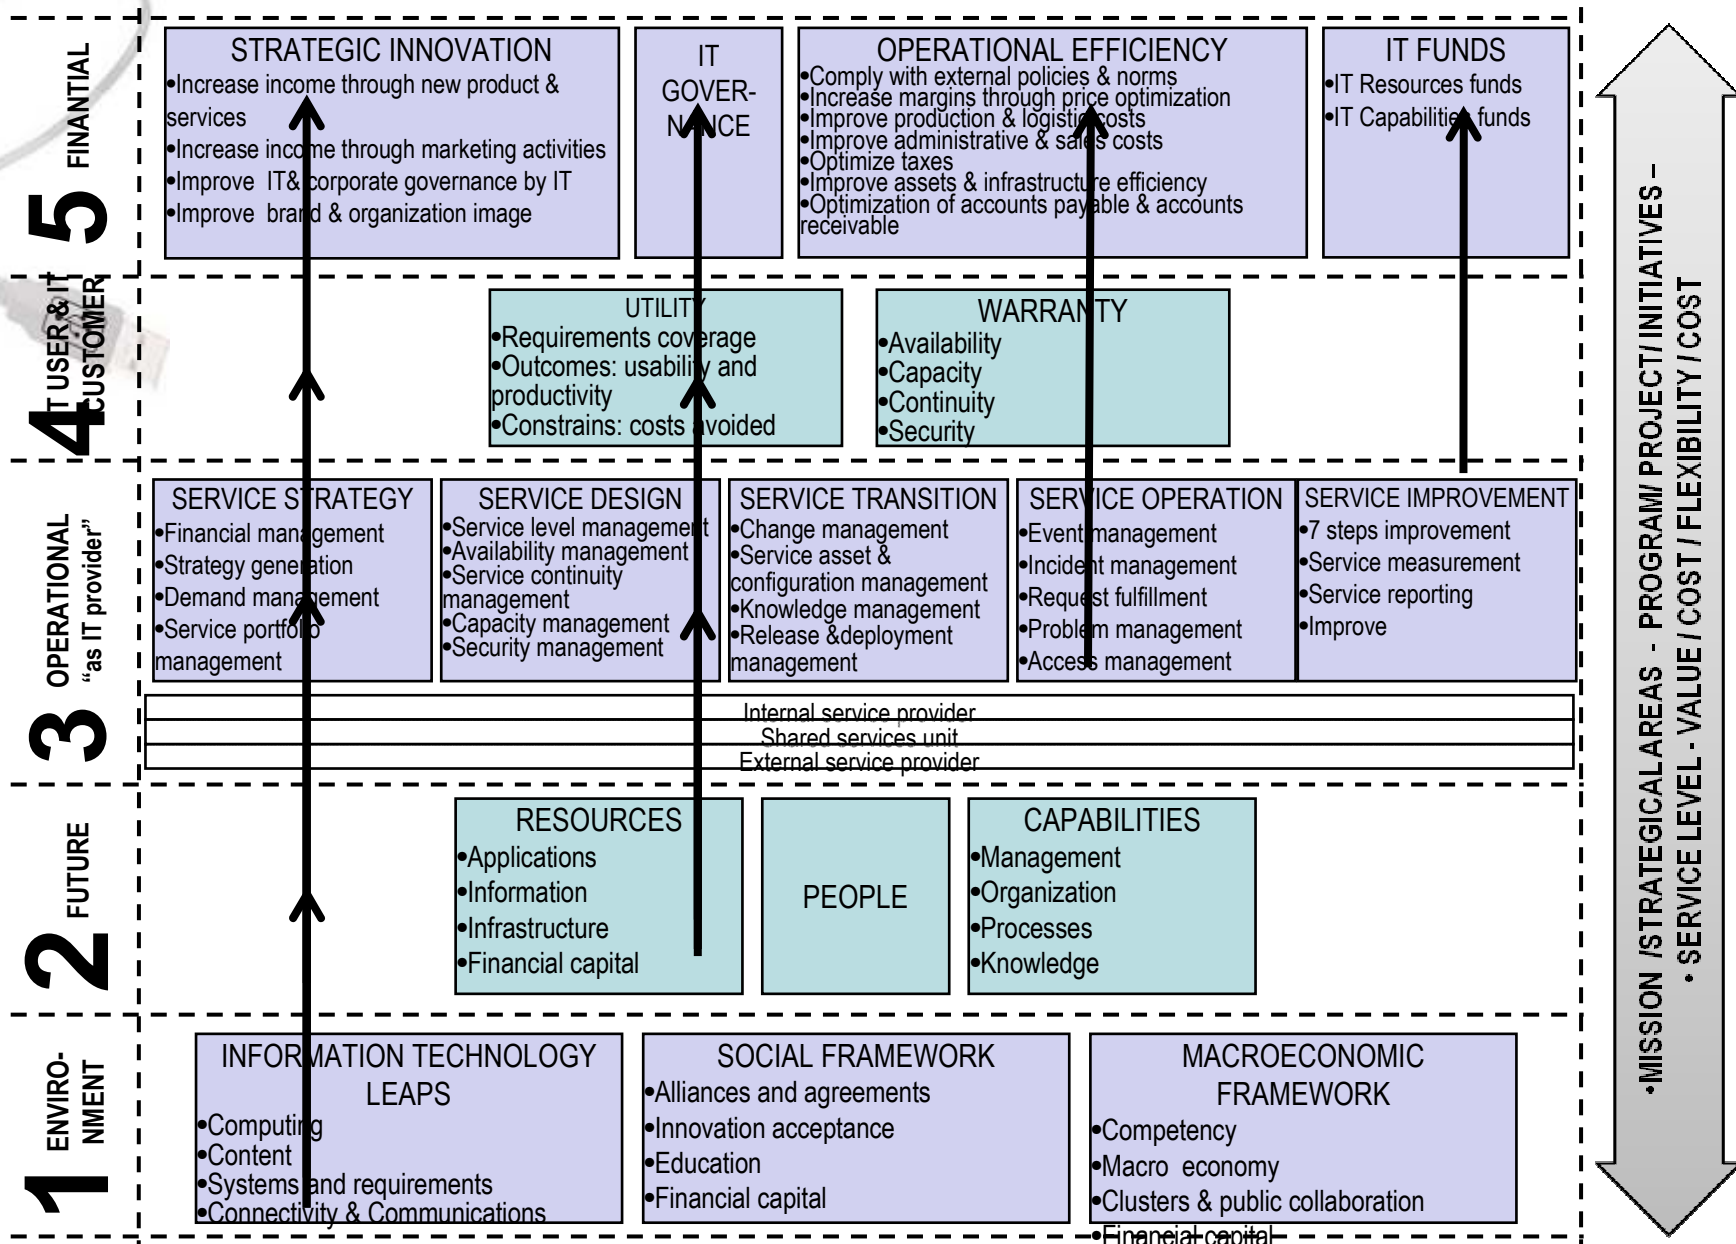 5 FINANTIAL
STRATEGIC INNOVATION
•Increase income through new product &
services
•Increase income through marketing activities
•Improve IT& corporate governance by IT
•Improve brand & organization image
IT
GOVER-
NANCE
OPERATIONAL EFFICIENCY
•Comply with external policies & norms
•Increase margins through price optimization
•Improve production & logistic costs
•Improve administrative & sales costs
•Optimize taxes
•Improve assets & infrastructure efficiency
•Optimization of accounts payable & accounts
receivable
IT FUNDS
•IT Resources funds
•IT Capabilities funds
4 IT USER & IT
CUSTOMER
UTILITY
•Requirements coverage
•Outcomes: usability and
productivity
•Constrains: costs avoided
WARRANTY
•Availability
•Capacity
•Continuity
•Security
3 OPERATIONAL
“as IT provider”
SERVICE STRATEGY
•Financial management
•Strategy generation
•Demand management
•Service portfolio
management
SERVICE DESIGN
•Service level management
•Availability management
•Service continuity
management
•Capacity management
•Security management
SERVICE TRANSITION
•Change management
•Service asset &
configuration management
•Knowledge management
•Release &deployment
management
SERVICE OPERATION
•Event management
•Incident management
•Request fulfillment
•Problem management
•Access management
SERVICE IMPROVEMENT
•7 steps improvement
•Service measurement
•Service reporting
•Improve
Internal service provider
Shared services unit
External service provider
2 FUTURE
RESOURCES
•Applications
•Information
•Infrastructure
•Financial capital
PEOPLE
CAPABILITIES
•Management
•Organization
•Processes
•Knowledge
1 ENVIRO-
NMENT
INFORMATION TECHNOLOGY
LEAPS
•Computing
•Content
•Systems and requirements
•Connectivity & Communications
SOCIAL FRAMEWORK
•Alliances and agreements
•Innovation acceptance
•Education
•Financial capital
MACROECONOMIC
FRAMEWORK
•Competency
•Macro economy
•Clusters & public collaboration
•Financial capital
•MISSION /STRATEGICAL AREAS - PROGRAM/ PROJECT/ INITIATIVES –
• SERVICE LEVEL - VALUE / COST / FLEXIBILITY / COST